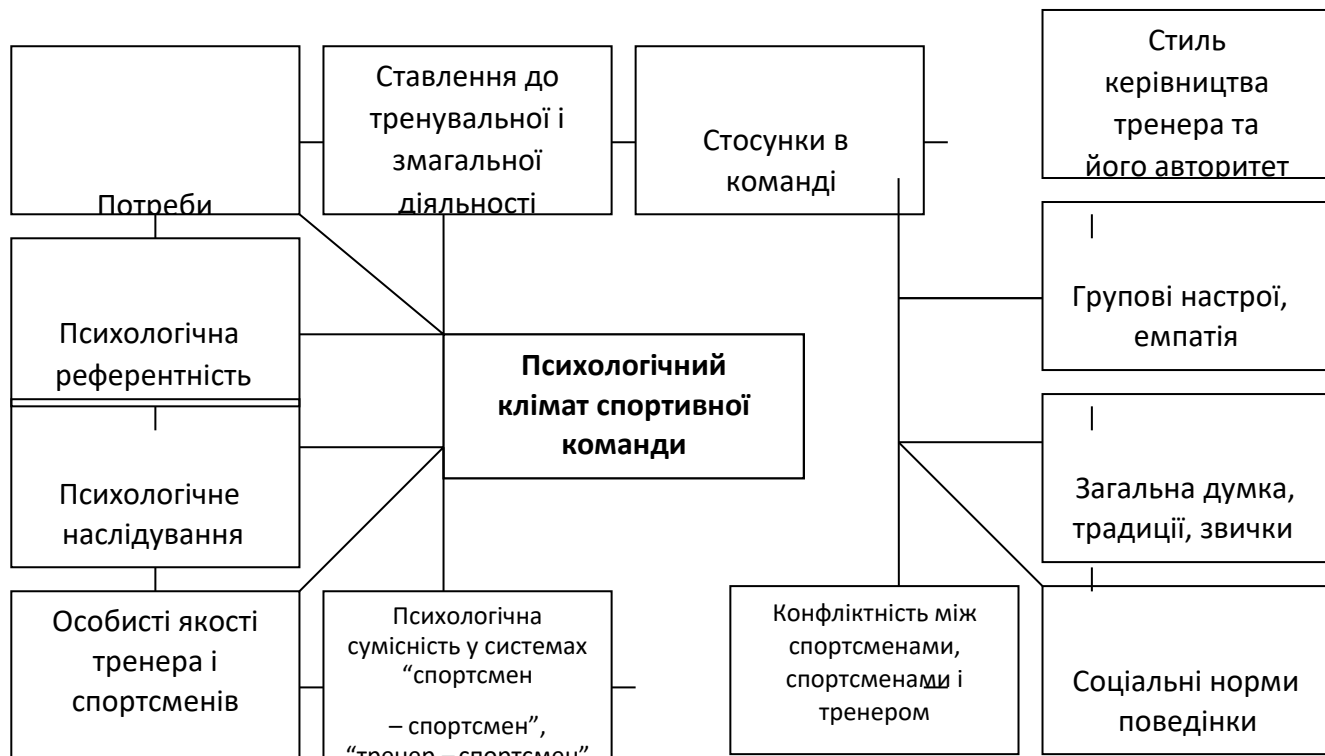 Потреби
Ставлення до
тренувальної і
змагальної
діяльності
Стосунки в
команді
Стиль
керівництва
тренера та
його авторитет
Психологічна
референтність
Групові настрої,
емпатія
Психологічний
клімат спортивної
команди
Психологічне
наслідування
Загальна думка,
традиції, звички
Особисті якості
тренера і
спортсменів
Психологічна
сумісність у системах
“спортсмен
– спортсмен”,
“тренер – спортсмен”
Конфліктність між
спортсменами,
спортсменами і
тренером
Соціальні норми
поведінки